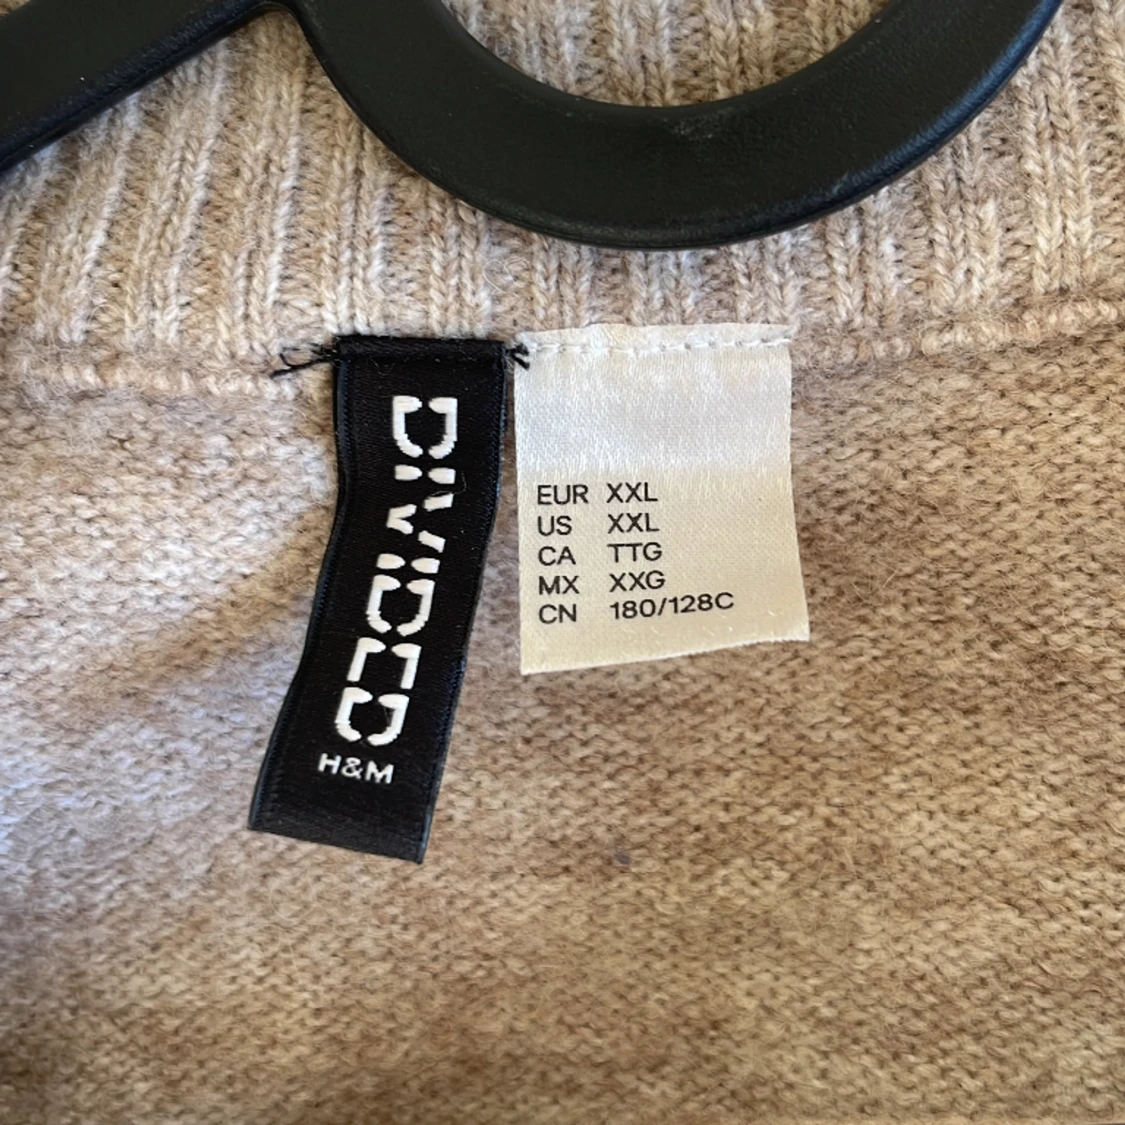 DIVIDED
H&M
EUR XXL
US XXL
CA TTG
MX XXG
CN 180/128C